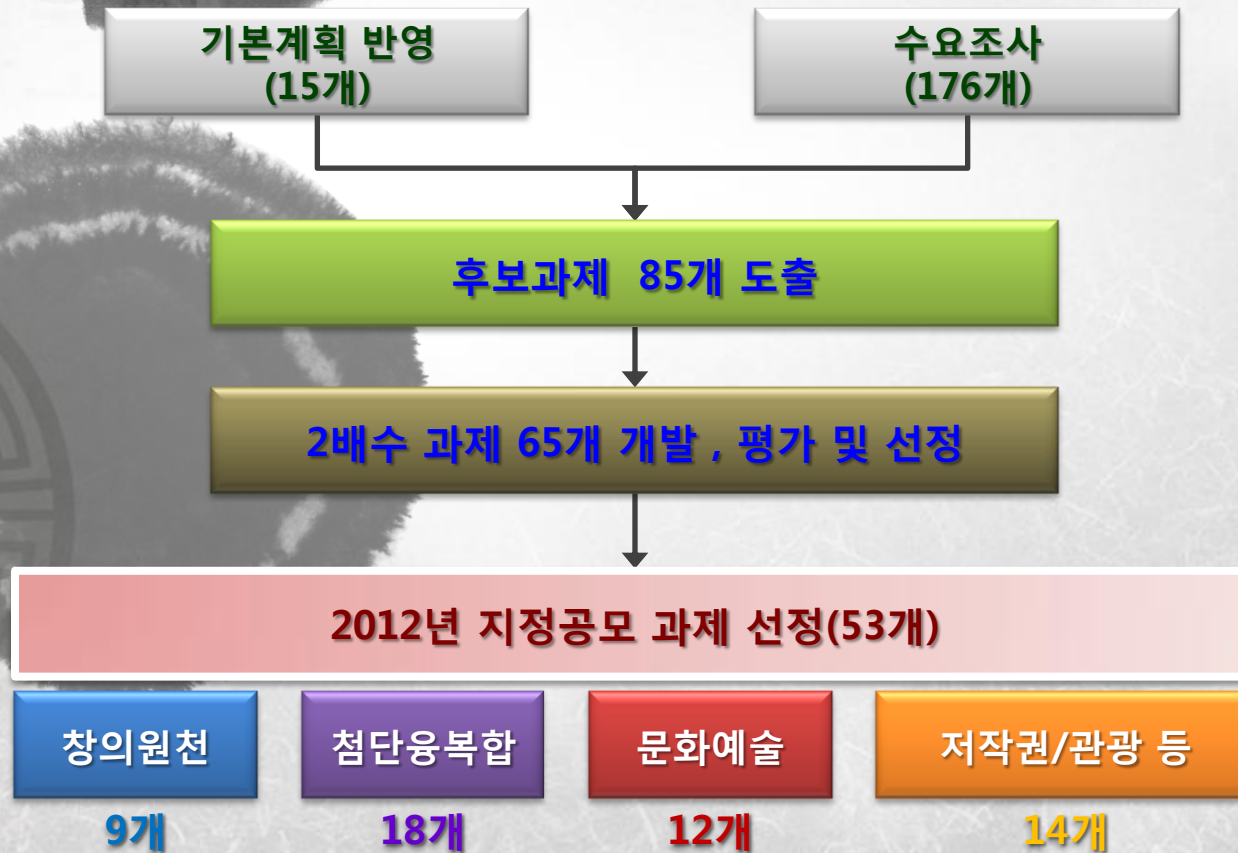 기본계획 반영
(15개)
수요조사
(176개)
후보과제 85개 도출
2배수 과제 65개 개발 , 평가 및 선정
2012년 지정공모 과제 선정(53개)
창의원천
첨단융복합
문화예술
저작권/관광 등
9개
18개
12개
14개